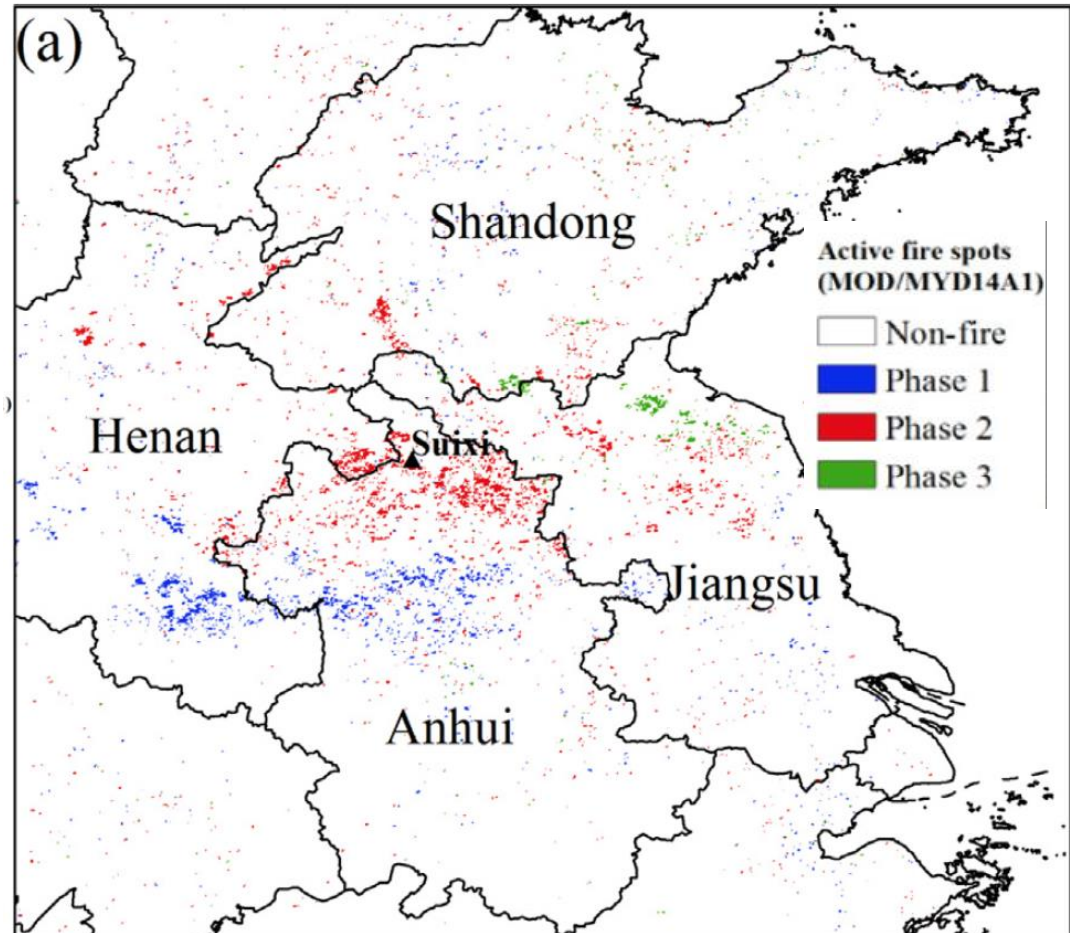 (a)
Shandong
Active fire spots
(MOD/MYD14A1)
Non-fire
Phase 1
Phase 2
Phase 3
)
Henan
Suixi
Jiangsu
Anhui